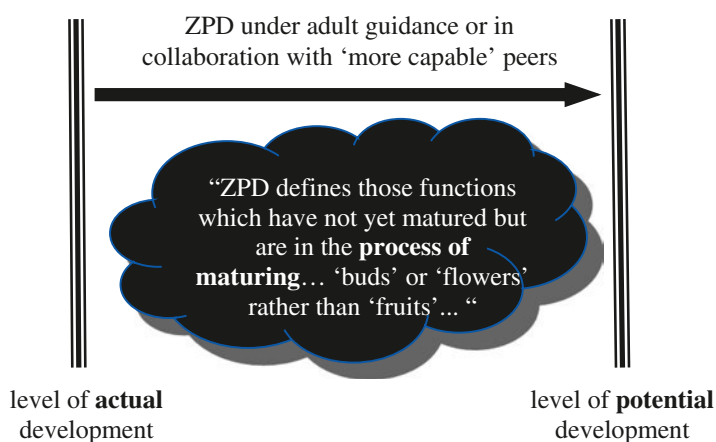 ZPD under adult guidance or in
collaboration with ‘more capable’ peers
“ZPD defines those functions
which have not yet matured but
are in the process of
maturing… ‘buds’ or ‘flowers’
rather than ‘fruits’... “
level of actual
development
level of potential
development